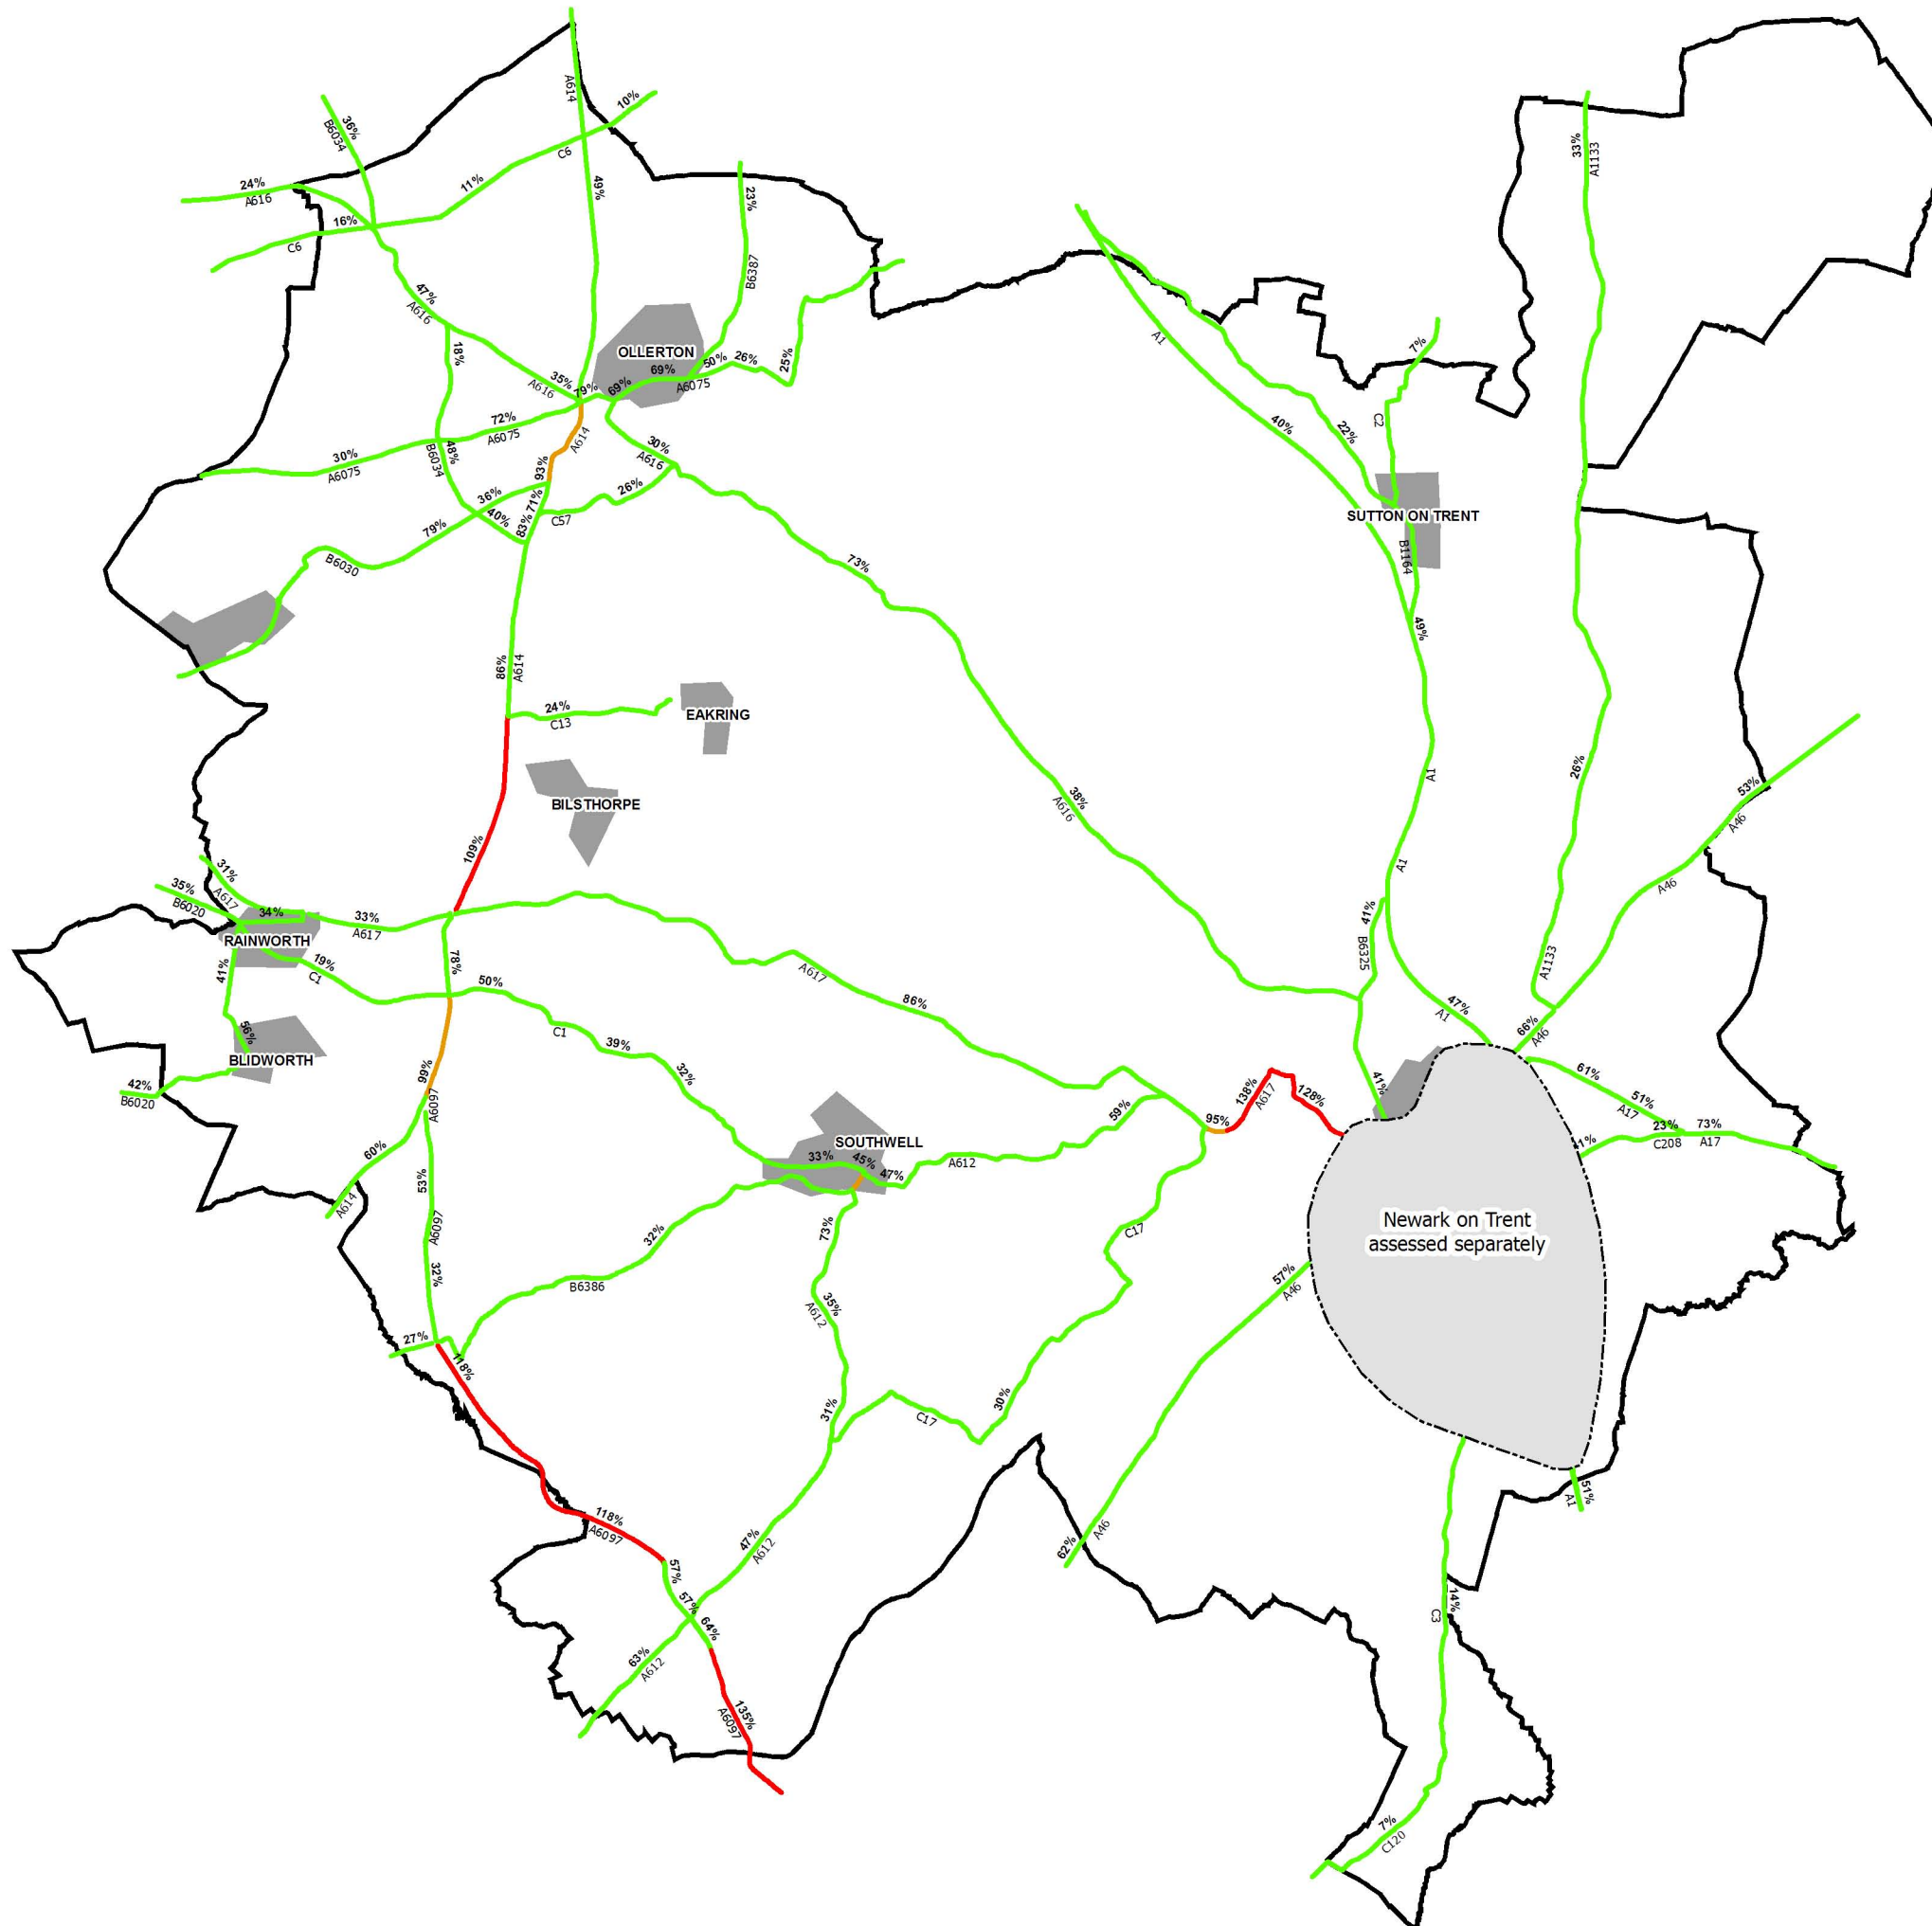 A614
10%
36%
B6034
C6
24%
A616
11%
49%
33%
A1133
16%
C6
23%
B6387
47%
A616
A1
7%
18%
OLLERTON
35%
A616
79%
69%
69%
A6075
50%
26%
25%
C2
40%
22%
72%
A6075
A614
30%
A6075
48%
B6034
30%
A616
93%
36%
71%
26%
C57
40%
83%
79%
B6030
SUTTON ON TRENT
B1164
73%
49%
86%
A614
24%
C13
EAKRING
BILSTHORPE
38%
A616
A1
26%
53%
A46
109%
31%
A617
35%
B6020
34%
33%
A617
A1
A46
41%
B6325
RAINWORTH
41%
19%
C1
78%
50%
A617
86%
A1133
C1
47%
A1
66%
A46
56%
BLIDWORTH
39%
32%
42%
B6020
99%
A6097
59%
138%
A617
128%
41%
61%
51%
A17
95%
23%
C208
73%
A17
1%
60%
SOUTHWELL
33%
45%
47%
A612
53%
A614
A6097
73%
32%
C17
Newark on Trent
assessed separately
32%
B6386
35%
A612
57%
A46
27%
118%
31%
C17
30%
118%
A6097
47%
A612
62%
A46
51%
A1
57%
57%
64%
14%
C3
63%
A612
135%
A6097
7%
C120